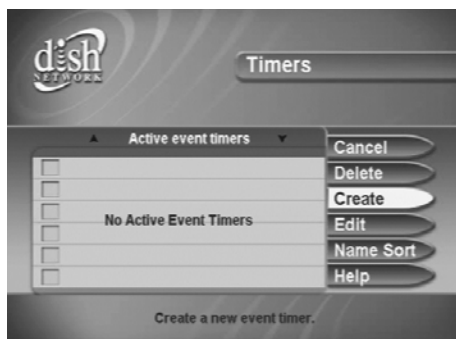 dish
NETWORK
Timers
Active event timers
No Active Event Timers
Cancel
Delete
Create
Edit
Name Sort
Help
Create a new event timer.